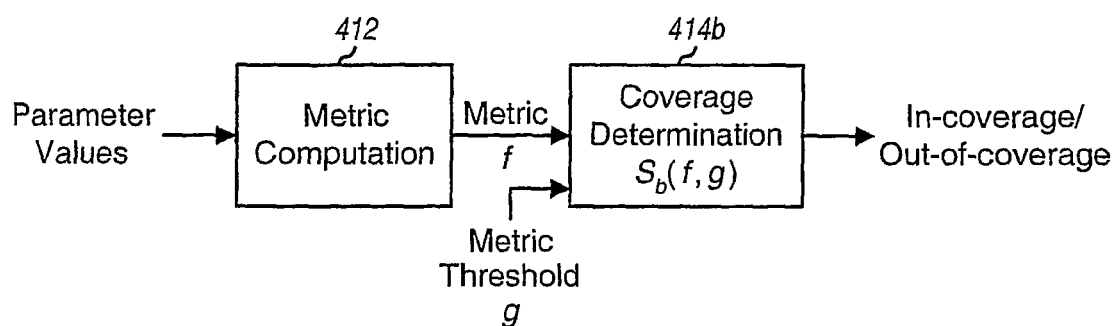 412
414b
Parameter
Values
Metric
Computation
Metric
f
Coverage
Determination
S_b(f, g)
In-coverage/
Out-of-coverage
Metric
Threshold
g